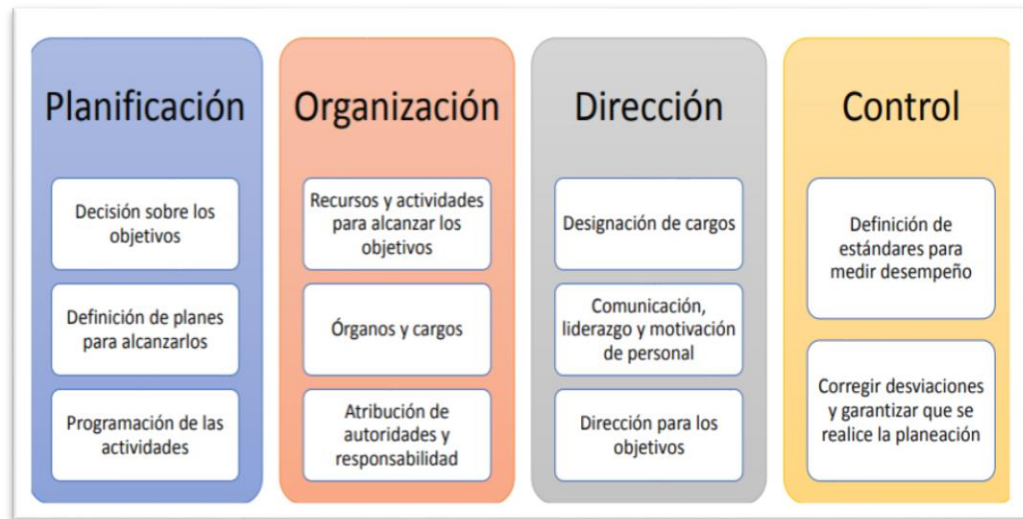 Planificación
Decisión sobre los
objetivos
Definición de planes
para alcanzarlos
Programación de las
actividades
Organización
Recursos y actividades
para alcanzar los
objetivos
Órganos y cargos
Atribución de
autoridades y
responsabilidad
Dirección
Designación de cargos
Comunicación,
liderazgo y motivación
de personal
Dirección para los
objetivos
Control
Definición de
estándares para
medir desempeño
Corregir desviaciones
y garantizar que se
realice la planeación